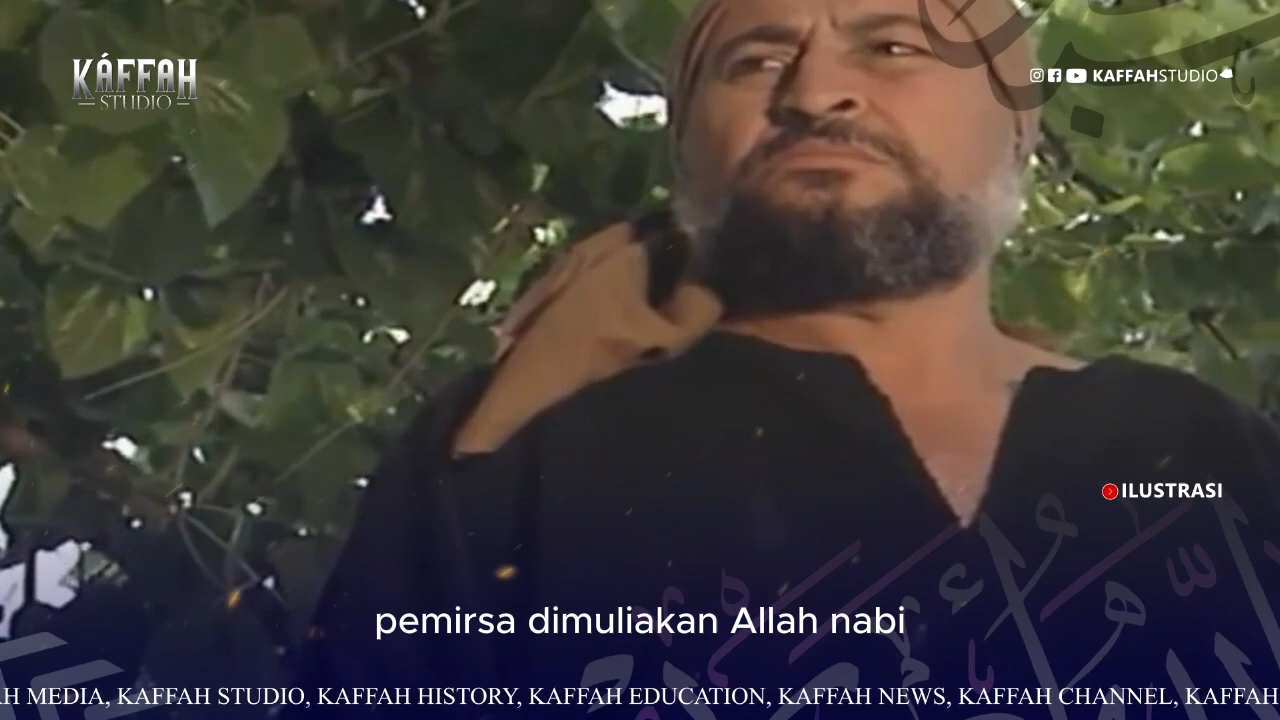 KÁFFAH
STUDIO
KAFFAHSTUDIO
ILUSTRASI
pemirsa dimuliakan Allah nabi
H MEDIA, KAFFAH STUDIO, KAFFAH HISTORY, KAFFAH EDUCATION, KAFFAH NEWS, KAFFAH CHANNEL, KAFFAH